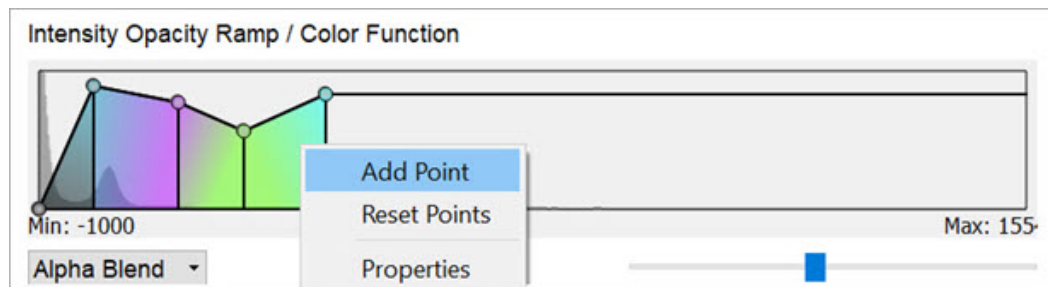 Intensity Opacity Ramp / Color Function
Add Point
Reset Points
Min: -1000
Max: 155
Alpha Blend
Properties